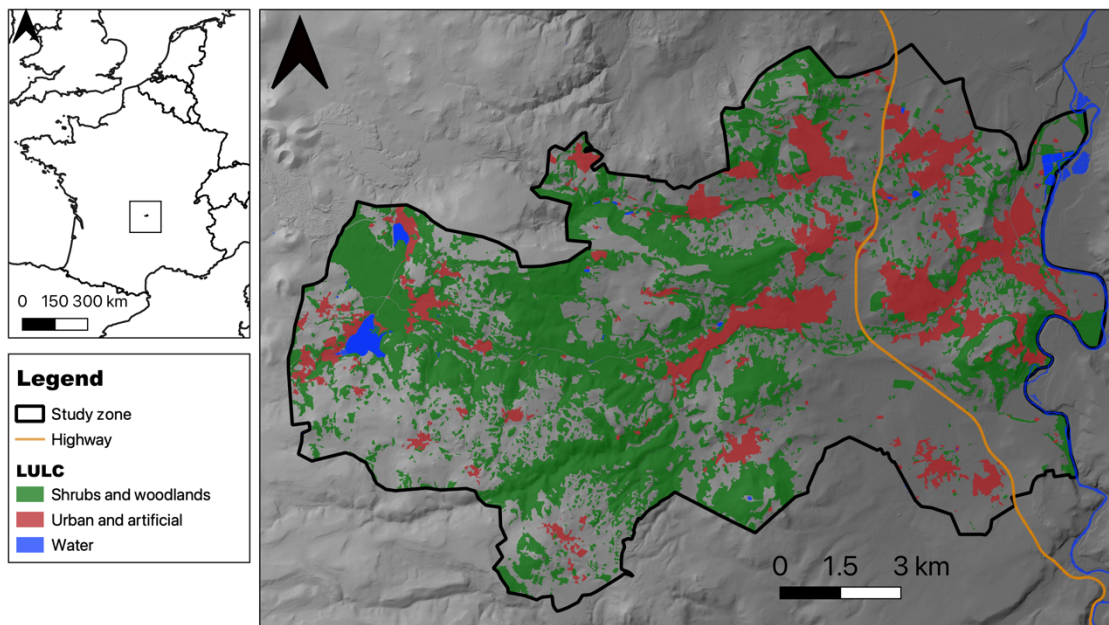 0 150 300 km
Legend
Study zone
Highway
LULC
Shrubs and woodlands
Urban and artificial
Water
0 1.5 3 km